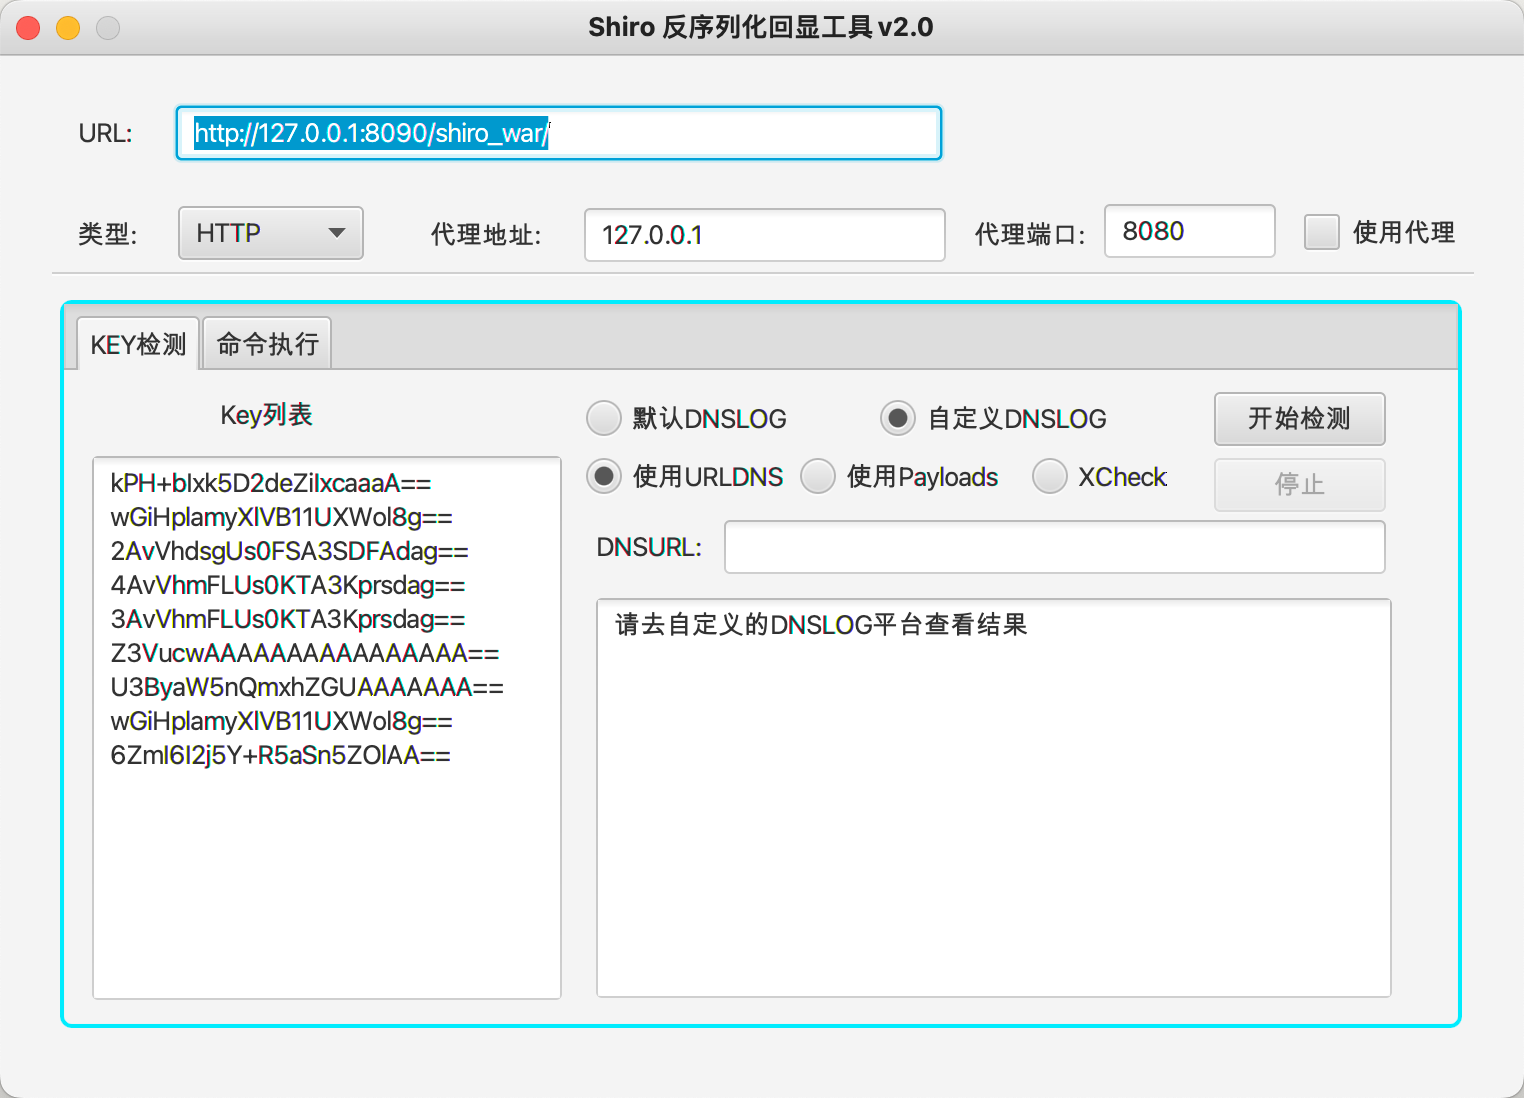 Shiro 反序列化回显工具 v2.0
URL: http://127.0.0.1:8090/shiro_war/
类型: HTTP 代理地址: 127.0.0.1 代理端口: 8080 使用代理
KEY检测 命令执行
Key列表
kPH+bIxk5D2deZiIxcaaaA==
wGiHplamyXlVB11UXWol8g==
2AvVhdsgUs0FSA3SDFAdag==
4AvVhmFLUs0KTA3Kprsdag==
3AvVhmFLUs0KTA3Kprsdag==
Z3VucwAAAAAAAAAAAAAAAA==
U3ByaW5nQmxhZGUAAAAAAA==
wGiHplamyXlVB11UXWol8g==
6ZmI6I2j5Y+R5aSn5ZOlAA==
默认DNSLOG 自定义DNSLOG 开始检测
使用URLDNS 使用Payloads XCheck 停止
DNSURL:
请去自定义的DNSLOG平台查看结果